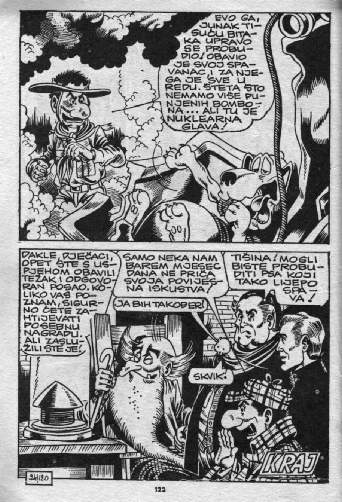 EVO GA,
JUNAK TI-
SUĆU BITA-
KA UPRAVO
SE PROBU-
DIO! OBAVIO
JE SVOJ SPA-
VANAC, I ZA NJE-
GA JE SVE U
REDU. ŠTETA ŠTO
NEMAMO VIŠE PU-
NJENIH BOMBO-
NA... ALI TU JE
NUKLEARNA
GLAVA!
DAKLE, DJEČACI,
OPET STE S US-
PJEHOM OBAVILI
TEŽAK I ODGOVO-
RAN POSAO. KO-
LIKO VAS PO-
ZNAM, SIGUR-
NO ĆETE ZA-
HTIJEVATI
POSEBNU
NAGRADU.
ALI ZASLU-
ŽILI STE JE!
SAMO NEKA NAM
BAREM MJESEC
DANA NE PRIČA
SVOJA POVIJES-
NA ISKUSTVA!
JA BIH TAKOĐER!
TIŠINA! MOGLI
BISTE PROBU-
DITI PSA KOJI
TAKO LIJEPO
SPA-
VA!
SKVIK!
KRAJ
122